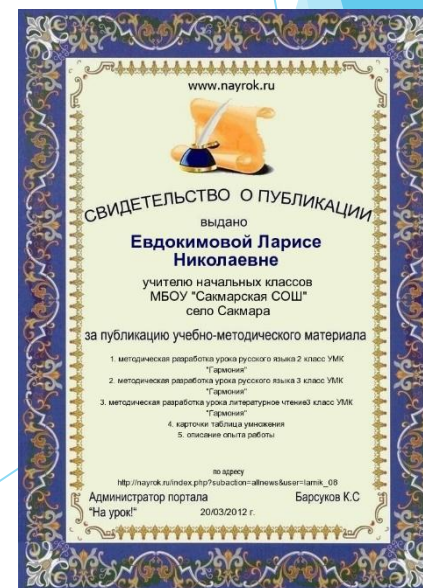 www.nayrok.ru
СВИДЕТЕЛЬСТВО О ПУБЛИКАЦИИ
выдано
Евдокимовой Ларисе
Николаевне
учителю начальных классов
МБОУ "Сакмарская СОШ"
село Сакмара
за публикацию учебно-методического материала
1. методическая разработка урока русского языка 2 класс УМК
"Гармония"
2. методическая разработка урока русского языка 3 класс УМК
"Гармония"
3. методическая разработка урока литературное чтение3 класс УМК
"Гармония"
4. карточки таблица умножения
5. описание опыта работы
по адресу
http://nayrok.ru/index.php?subaction=allnews&user=lamik_08
Администратор портала Барсуков К.С
"На урок!" 20/03/2012 г.